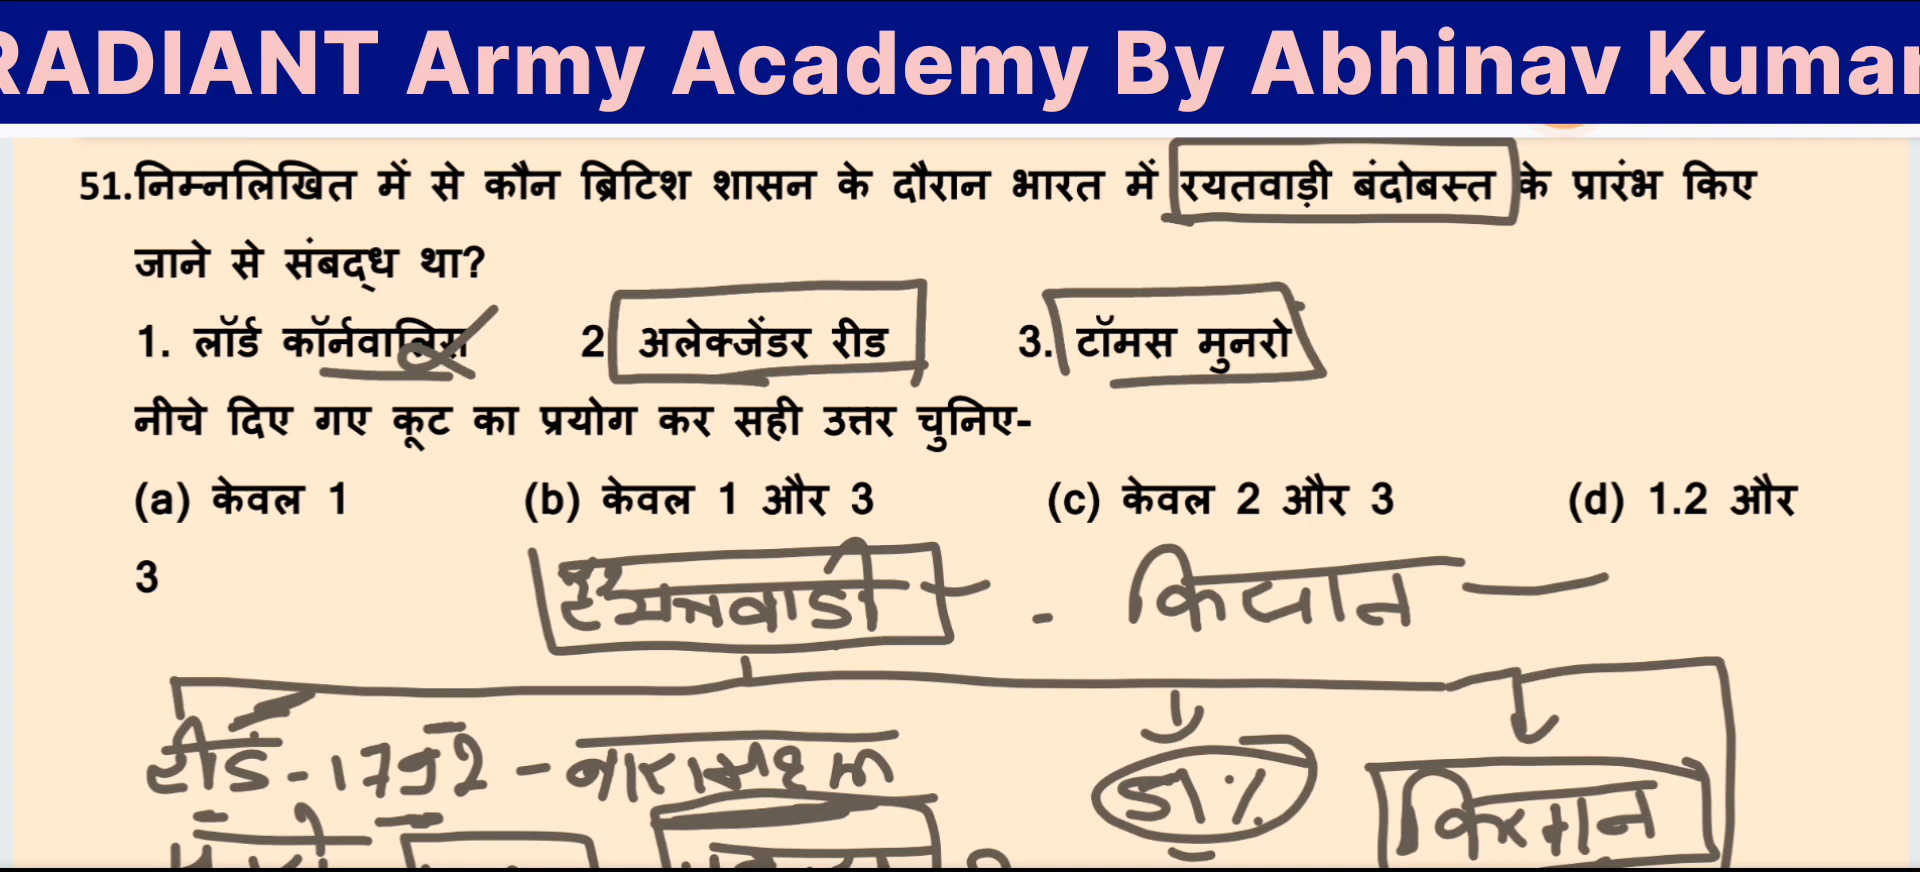 RADIANT Army Academy By Abhinav Kumar
51.निम्नलिखित में से कौन ब्रिटिश शासन के दौरान भारत में रयतवाड़ी बंदोबस्त के प्रारंभ किए
जाने से संबद्ध था?
1. लॉर्ड कॉर्नवालिस 2 अलेक्जेंडर रीड 3. टॉमस मुनरो
नीचे दिए गए कूट का प्रयोग कर सही उत्तर चुनिए-
(a) केवल 1 (b) केवल 1 और 3 (c) केवल 2 और 3 (d) 1.2 और
3
रीड - 1792 -
किसान